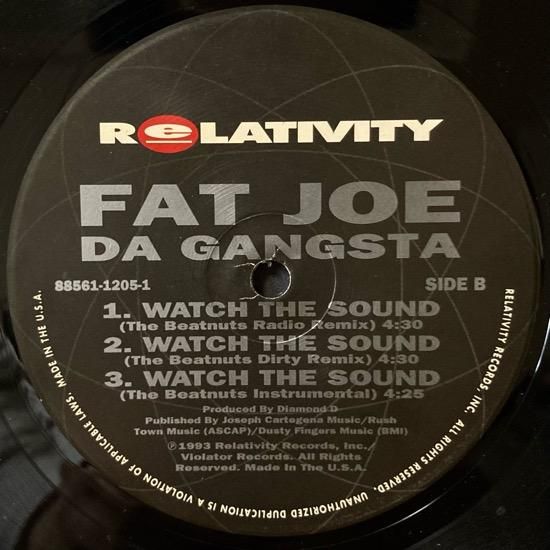 RELATIVITY
FAT JOE
DA GANGSTA
88561-1205-1
SIDE B
1. WATCH THE SOUND
(The Beatnuts Radio Remix) 4:30
2. WATCH THE SOUND
(The Beatnuts Dirty Remix) 4:30
3. WATCH THE SOUND
(The Beatnuts Instrumental) 4:25
Produced By Diamond D
Published By Joseph Cartegena Music/Rush
Town Music (ASCAP)/Dusty Fingers Music (BMI)
℗1993 Relativity Records, Inc./
Violator Records. All Rights
Reserved. Made In The U.S.A.
RELATIVITY RECORDS, INC. ALL RIGHTS RESERVED. UNAUTHORIZED DUPLICATION IS A VIOLATION OF APPLICABLE LAWS. MADE IN THE U.S.A.